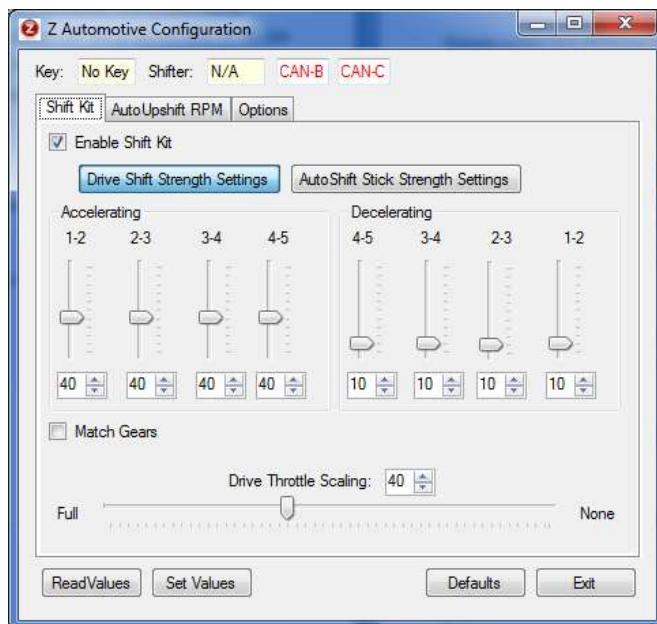 Z Automotive Configuration
Key: No Key Shifter: N/A CAN-B CAN-C
Shift Kit AutoUpshift RPM Options
Enable Shift Kit
Drive Shift Strength Settings AutoShift Stick Strength Settings
Accelerating Decelerating
1-2 2-3 3-4 4-5 4-5 3-4 2-3 1-2
40 40 40 40 10 10 10 10
Match Gears
Drive Throttle Scaling: 40
Full None
ReadValues Set Values Defaults Exit